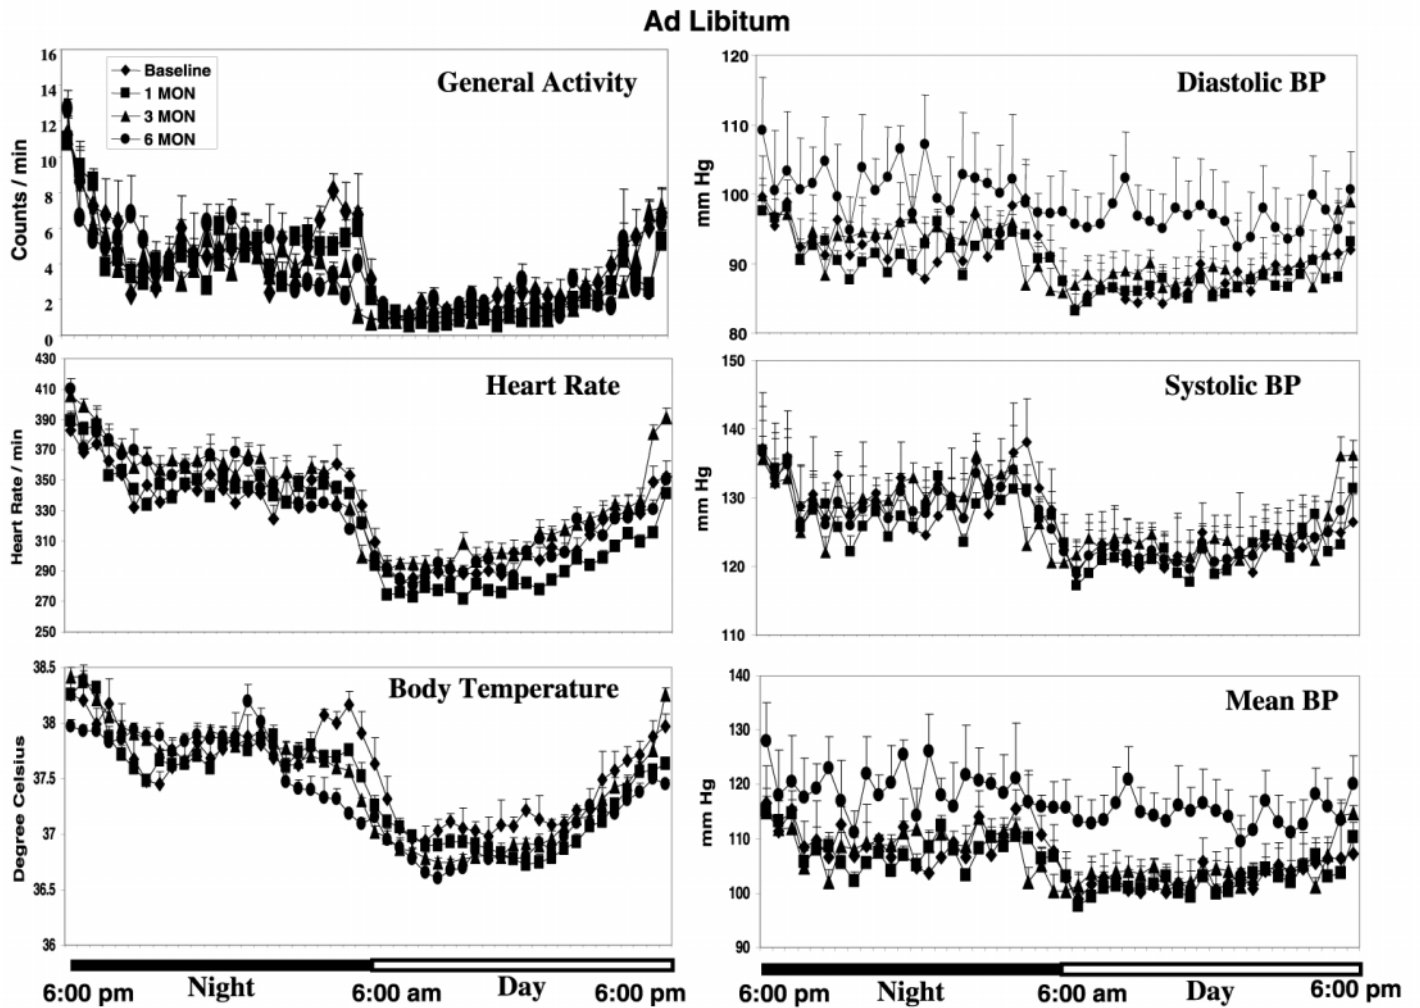 Ad Libitum
General Activity
Counts / min
16
14
12
10
8
6
4
2
0
Baseline
1 MON
3 MON
6 MON
Diastolic BP
mm Hg
120
110
100
90
80
Heart Rate
Heart Rate / min
430
410
390
370
350
330
310
290
270
250
Systolic BP
mm Hg
150
140
130
120
110
Body Temperature
Degree Celsius
38.5
38
37.5
37
36.5
36
Mean BP
mm Hg
140
130
120
110
100
90
6:00 pm Night 6:00 am Day 6:00 pm
6:00 pm Night 6:00 am Day 6:00 pm